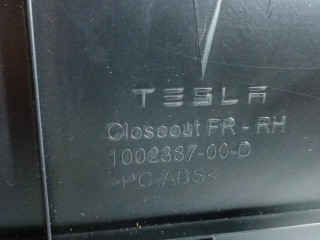 TESLA
Closeout FR - RH
1002387-00-D
>PC/ABS<